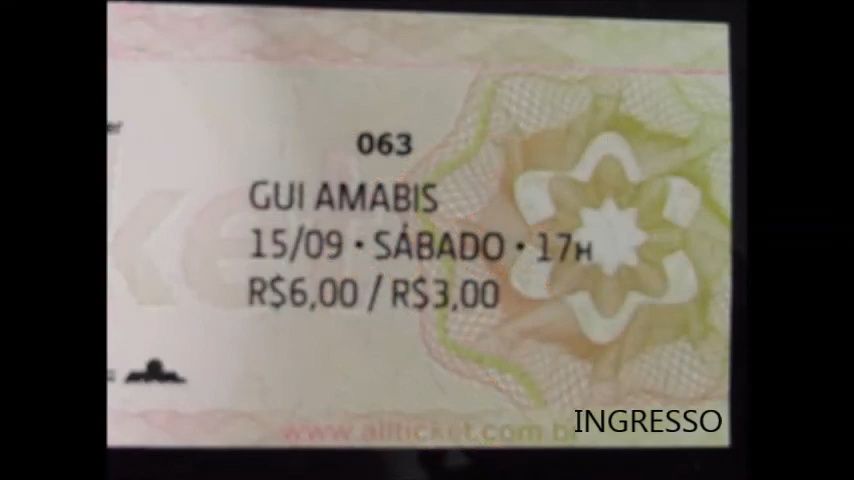 063
GUI AMABIS
15/09 • SÁBADO • 17H
R$6,00 / R$3,00
www.allticket.com.br
INGRESSO